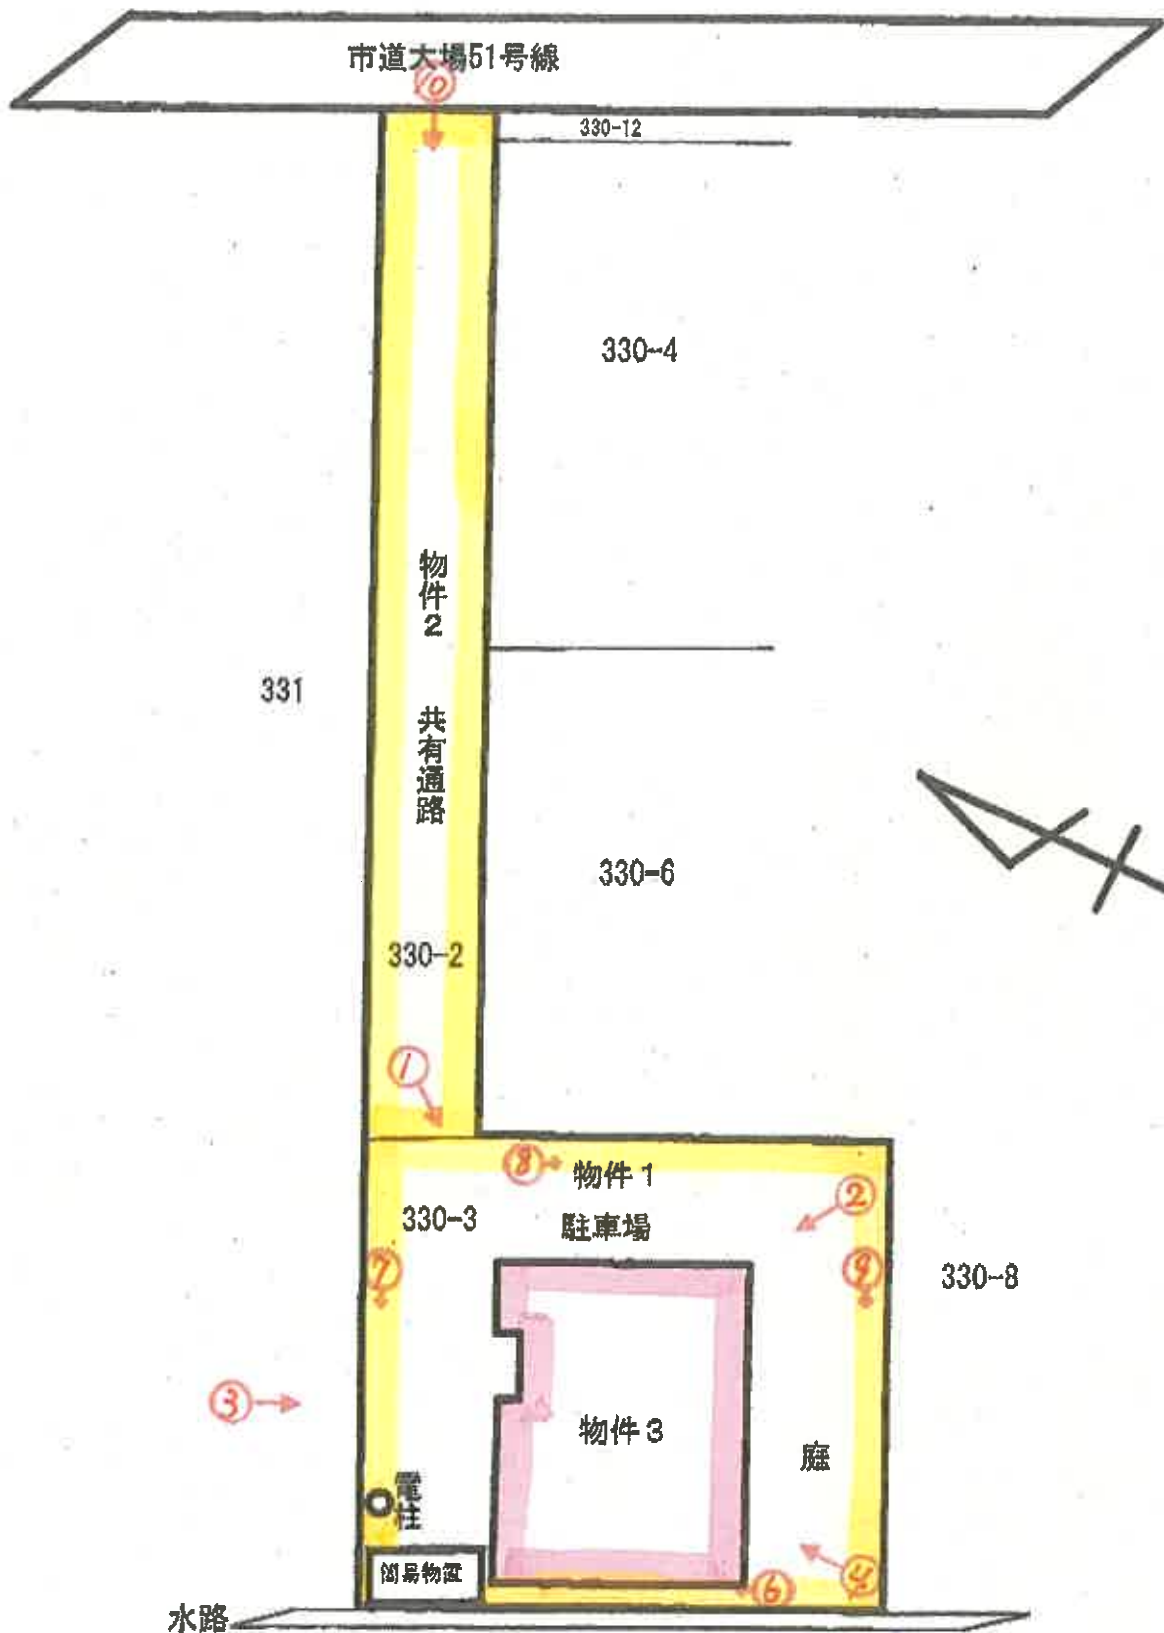 市道大場51号線
⑩
330-12
330-4
物件2 共有通路
331
330-6
330-2
①
⑧
物件1
②
330-3
駐車場
⑦
⑨
330-8
③
物件3
庭
電柱
④
簡易物置
⑥
水路